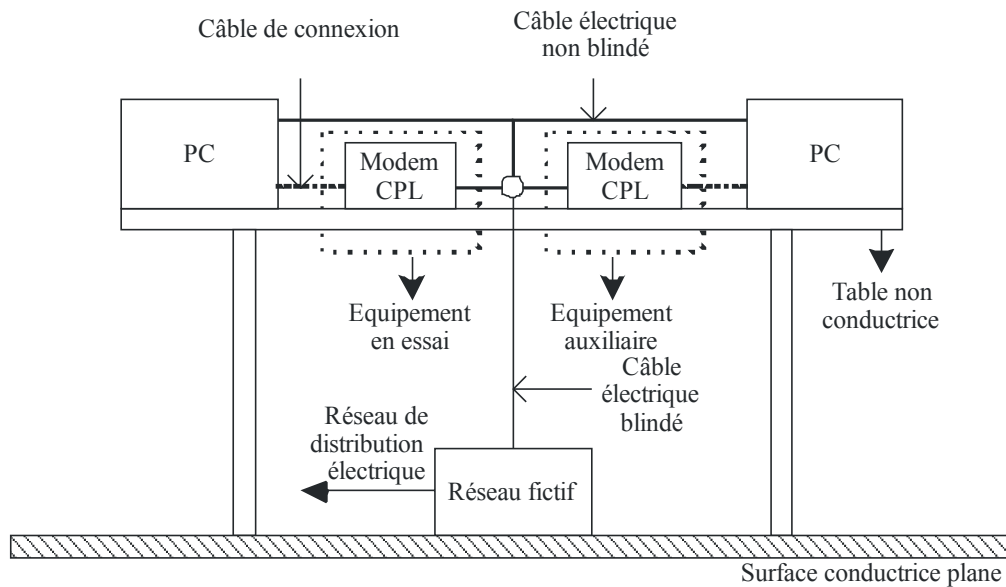 Câble de connexion
Câble électrique
non blindé
PC
Modem
CPL
Modem
CPL
PC
Equipement
en essai
Equipement
auxiliaire
Table non
conductrice
Câble
électrique
blindé
Réseau de
distribution
électrique
Réseau fictif
Surface conductrice plane